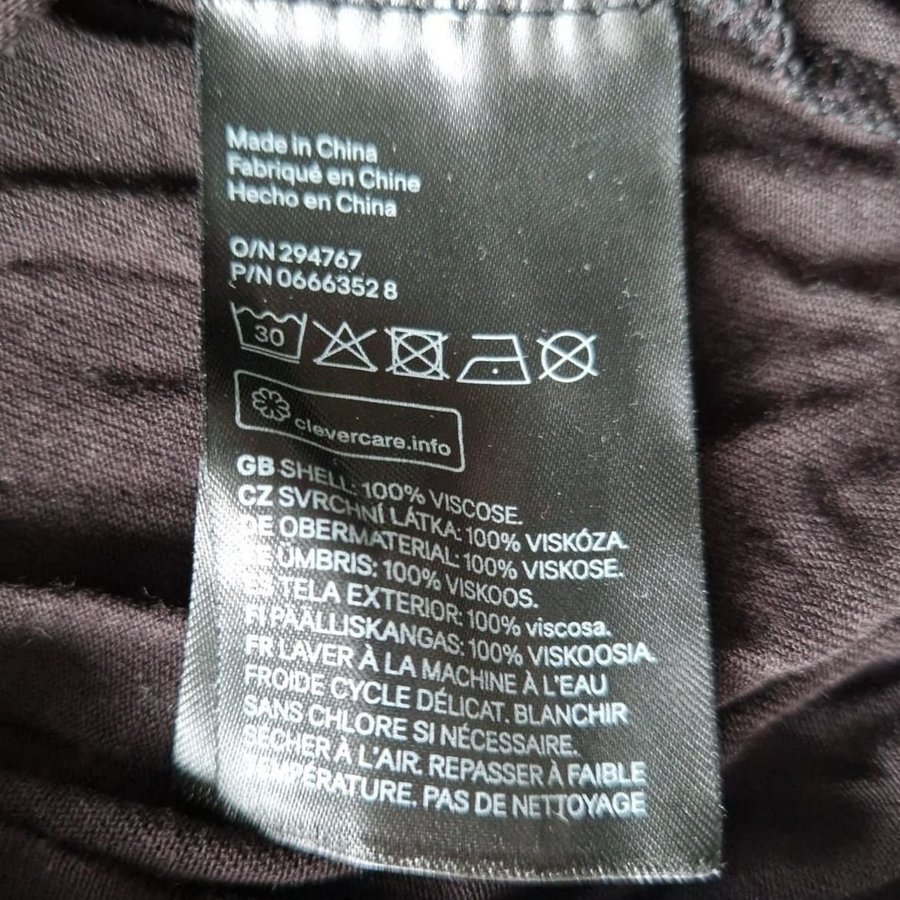 Made in China
Fabriqué en Chine
Hecho en China
O/N 294767
P/N 0666352 8
30
clevercare.info
GB SHELL: 100% VISCOSE.
CZ SVRCHNÍ LÁTKA: 100% VISKÓZA.
DE OBERMATERIAL: 100% VISKOSE.
ÜMBRIS: 100% VISKOOS.
ES TELA EXTERIOR: 100% viscosa.
FI PÄÄLLISKANGAS: 100% VISKOOSIA.
FR LAVER À LA MACHINE À L'EAU
FROIDE CYCLE DÉLICAT. BLANCHIR
SANS CHLORE SI NÉCESSAIRE.
SÉCHER À L'AIR. REPASSER À FAIBLE
TEMPÉRATURE. PAS DE NETTOYAGE